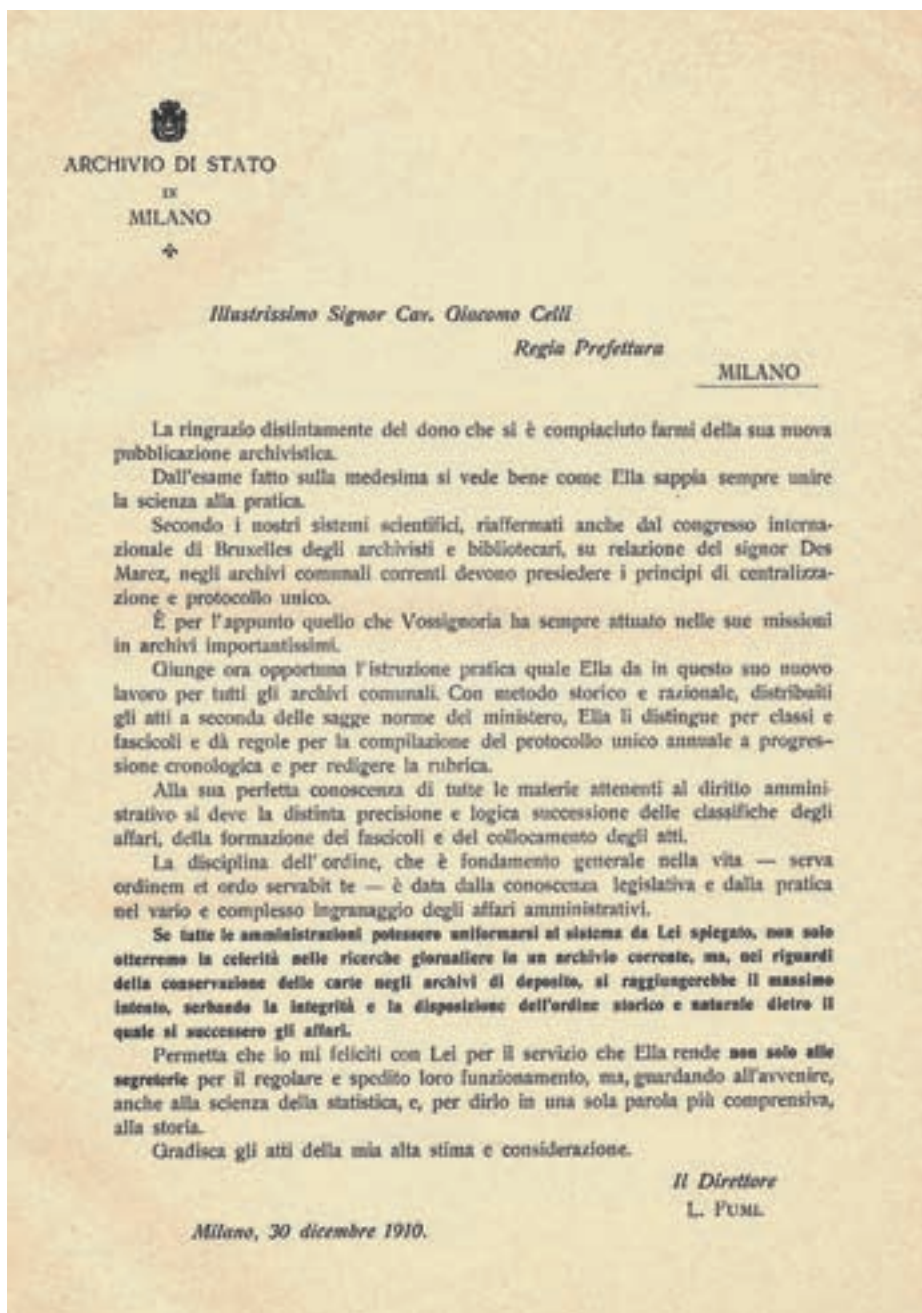 ARCHIVIO DI STATO
IN
MILANO
Illustrissimo Signor Cav. Giacomo Celli
Regia Prefettura
MILANO
La ringrazio distintamente del dono che si è compiaciuto farmi della sua nuova
pubblicazione archivistica.
Dall'esame fatto sulla medesima si vede bene come Ella sappia sempre unire
la scienza alla pratica.
Secondo i nostri sistemi scientifici, riaffermati anche dal congresso interna-
zionale di Bruxelles degli archivisti e bibliotecari, su relazione del signor Des
Marez, negli archivi comunali correnti devono presiedere i principi di centralizza-
zione e protocollo unico.
È per l'appunto quello che Vossignoria ha sempre attuato nelle sue missioni
in archivi importantissimi.
Giunge ora opportuna l'istruzione pratica quale Ella da in questo suo nuovo
lavoro per tutti gli archivi comunali. Con metodo storico e razionale, distribuiti
gli atti a seconda delle sagge norme del ministero, Ella li distingue per classi e
fascicoli e dà regole per la compilazione del protocollo unico annuale a progres-
sione cronologica e per redigere la rubrica.
Alla sua perfetta conoscenza di tutte le materie attenenti al diritto ammini-
strativo si deve la distinta precisione e logica successione delle classifiche degli
affari, della formazione dei fascicoli e del collocamento degli atti.
La disciplina dell'ordine, che è fondamento generale nella vita — serva
ordinem et ordo servabit te — è data dalla conoscenza legislativa e dalla pratica
nel vario e complesso ingranaggio degli affari amministrativi.
Se tutte le amministrazioni potessero uniformarsi al sistema da Lei spiegato, non solo
otterremo la celerità nelle ricerche giornaliere in un archivio corrente, ma, nei riguardi
della conservazione delle carte negli archivi di deposito, si raggiungerebbe il massimo
intento, serbando la integrità e la disposizione dell'ordine storico e naturale dietro il
quale si successero gli affari.
Permetta che io mi feliciti con Lei per il servizio che Ella rende non solo alle
segreterie per il regolare e spedito loro funzionamento, ma, guardando all'avvenire,
anche alla scienza della statistica, e, per dirlo in una sola parola più comprensiva,
alla storia.
Gradisca gli atti della mia alta stima e considerazione.
Il Direttore
L. FUMI.
Milano, 30 dicembre 1910.